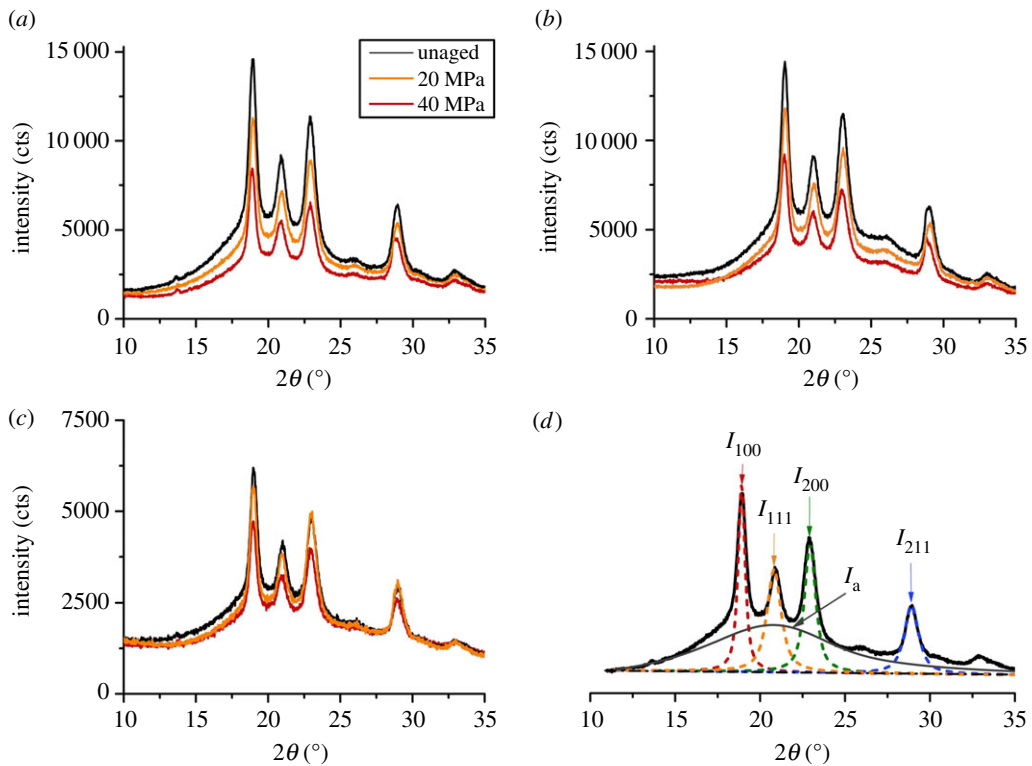 (a)
15 000
10 000
5000
0
intensity (cts)
unaged
20 MPa
40 MPa
10 15 20 25 30 35
2θ (°)
(b)
15 000
10 000
5000
0
intensity (cts)
10 15 20 25 30 35
2θ (°)
(c)
7500
5000
2500
0
intensity (cts)
10 15 20 25 30 35
2θ (°)
(d)
I100
I111
I200
Ia
I211
10 15 20 25 30 35
2θ (°)